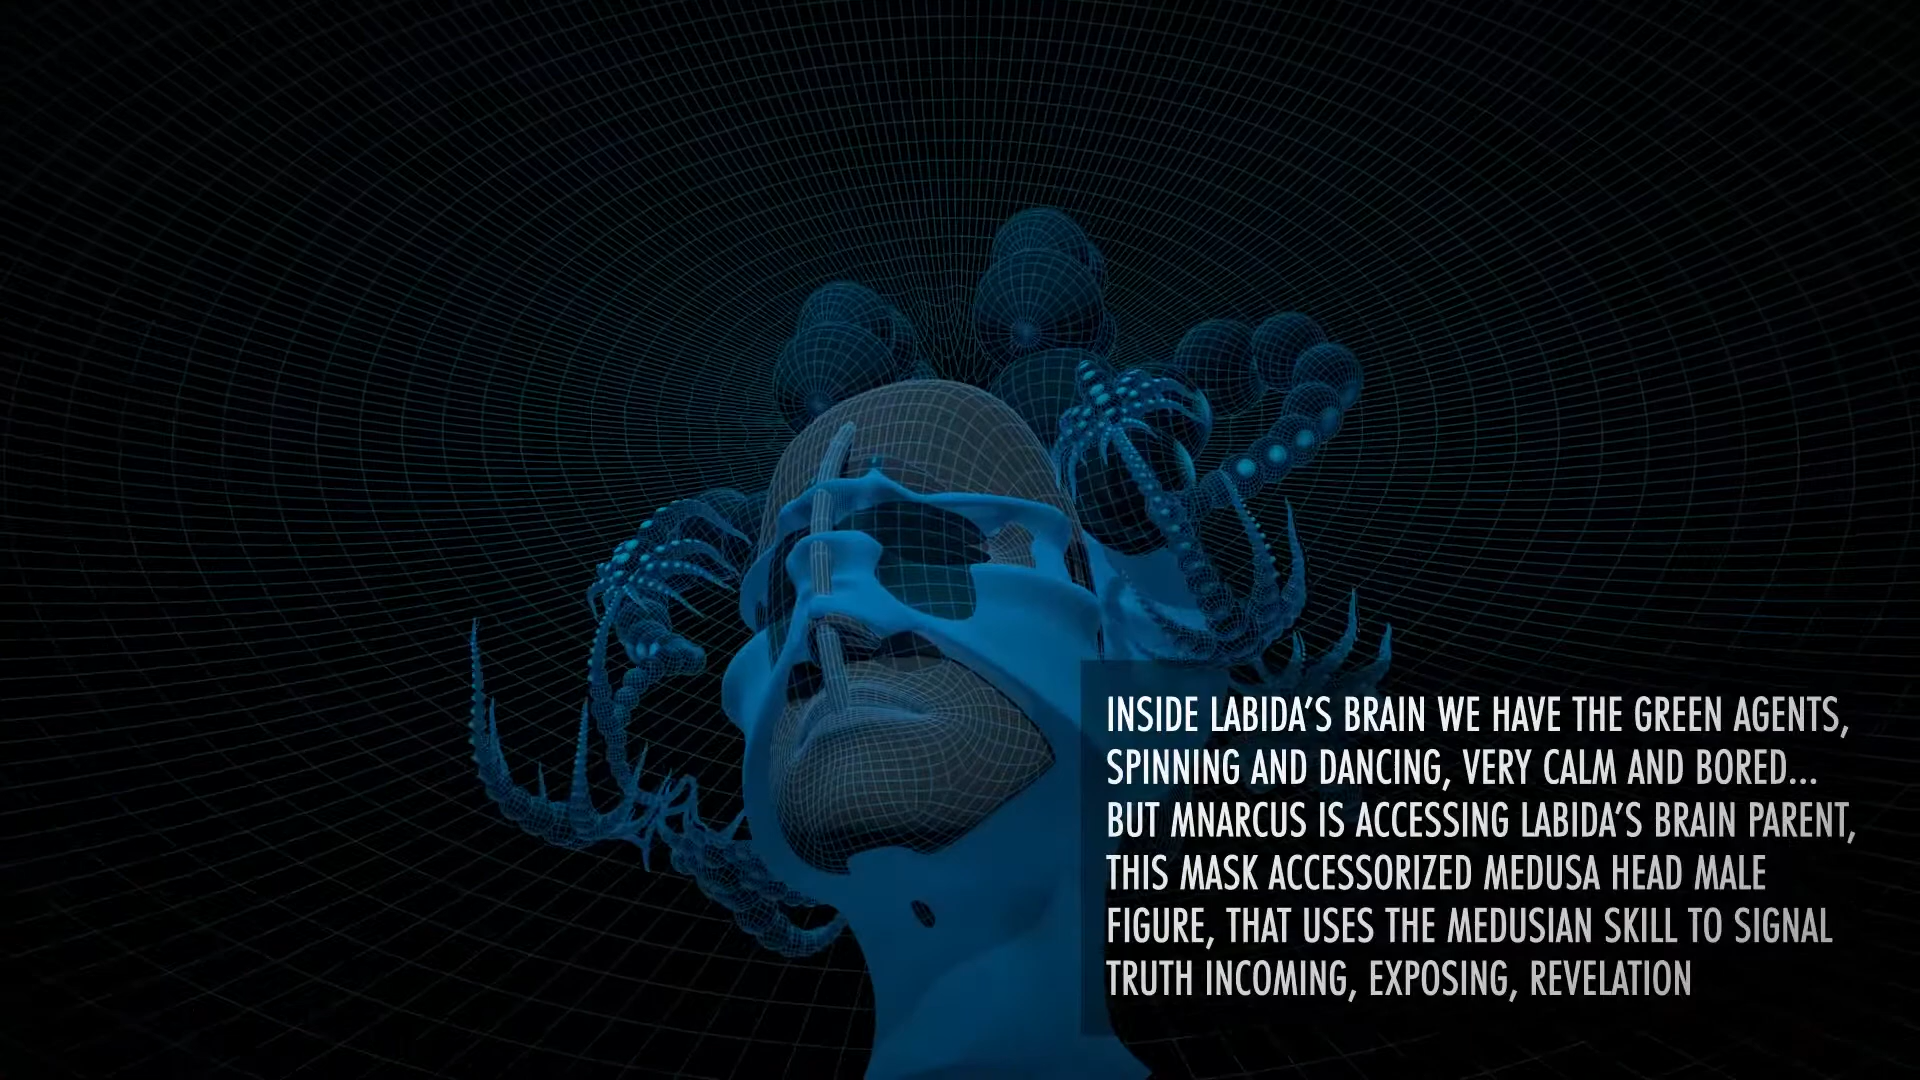 INSIDE LABIDA’S BRAIN WE HAVE THE GREEN AGENTS,
SPINNING AND DANCING, VERY CALM AND BORED...
BUT MNARCUS IS ACCESSING LABIDA’S BRAIN PARENT,
THIS MASK ACCESSORIZED MEDUSA HEAD MALE
FIGURE, THAT USES THE MEDUSIAN SKILL TO SIGNAL
TRUTH INCOMING, EXPOSING, REVELATION